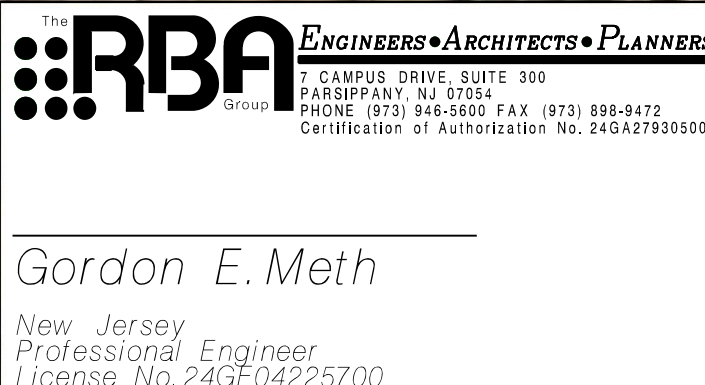 The
RBA
Group
ENGINEERS•ARCHITECTS•PLANNERS
7 CAMPUS DRIVE, SUITE 300
PARSIPPANY, NJ 07054
PHONE (973) 946-5600 FAX (973) 898-9472
Certification of Authorization No. 24GA27930500
Gordon E. Meth
New Jersey
Professional Engineer
License No. 24GE04225700